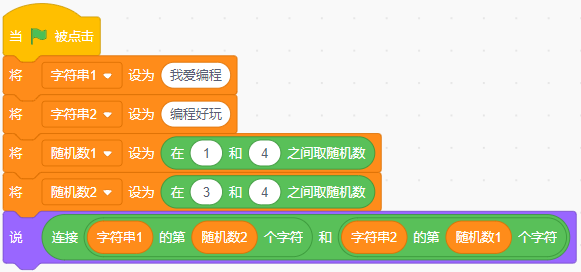 当 被点击
将 字符串1 设为 我爱编程
将 字符串2 设为 编程好玩
将 随机数1 设为 在 1 和 4 之间取随机数
将 随机数2 设为 在 3 和 4 之间取随机数
说 连接 字符串1 的第 随机数2 个字符 和 字符串2 的第 随机数1 个字符